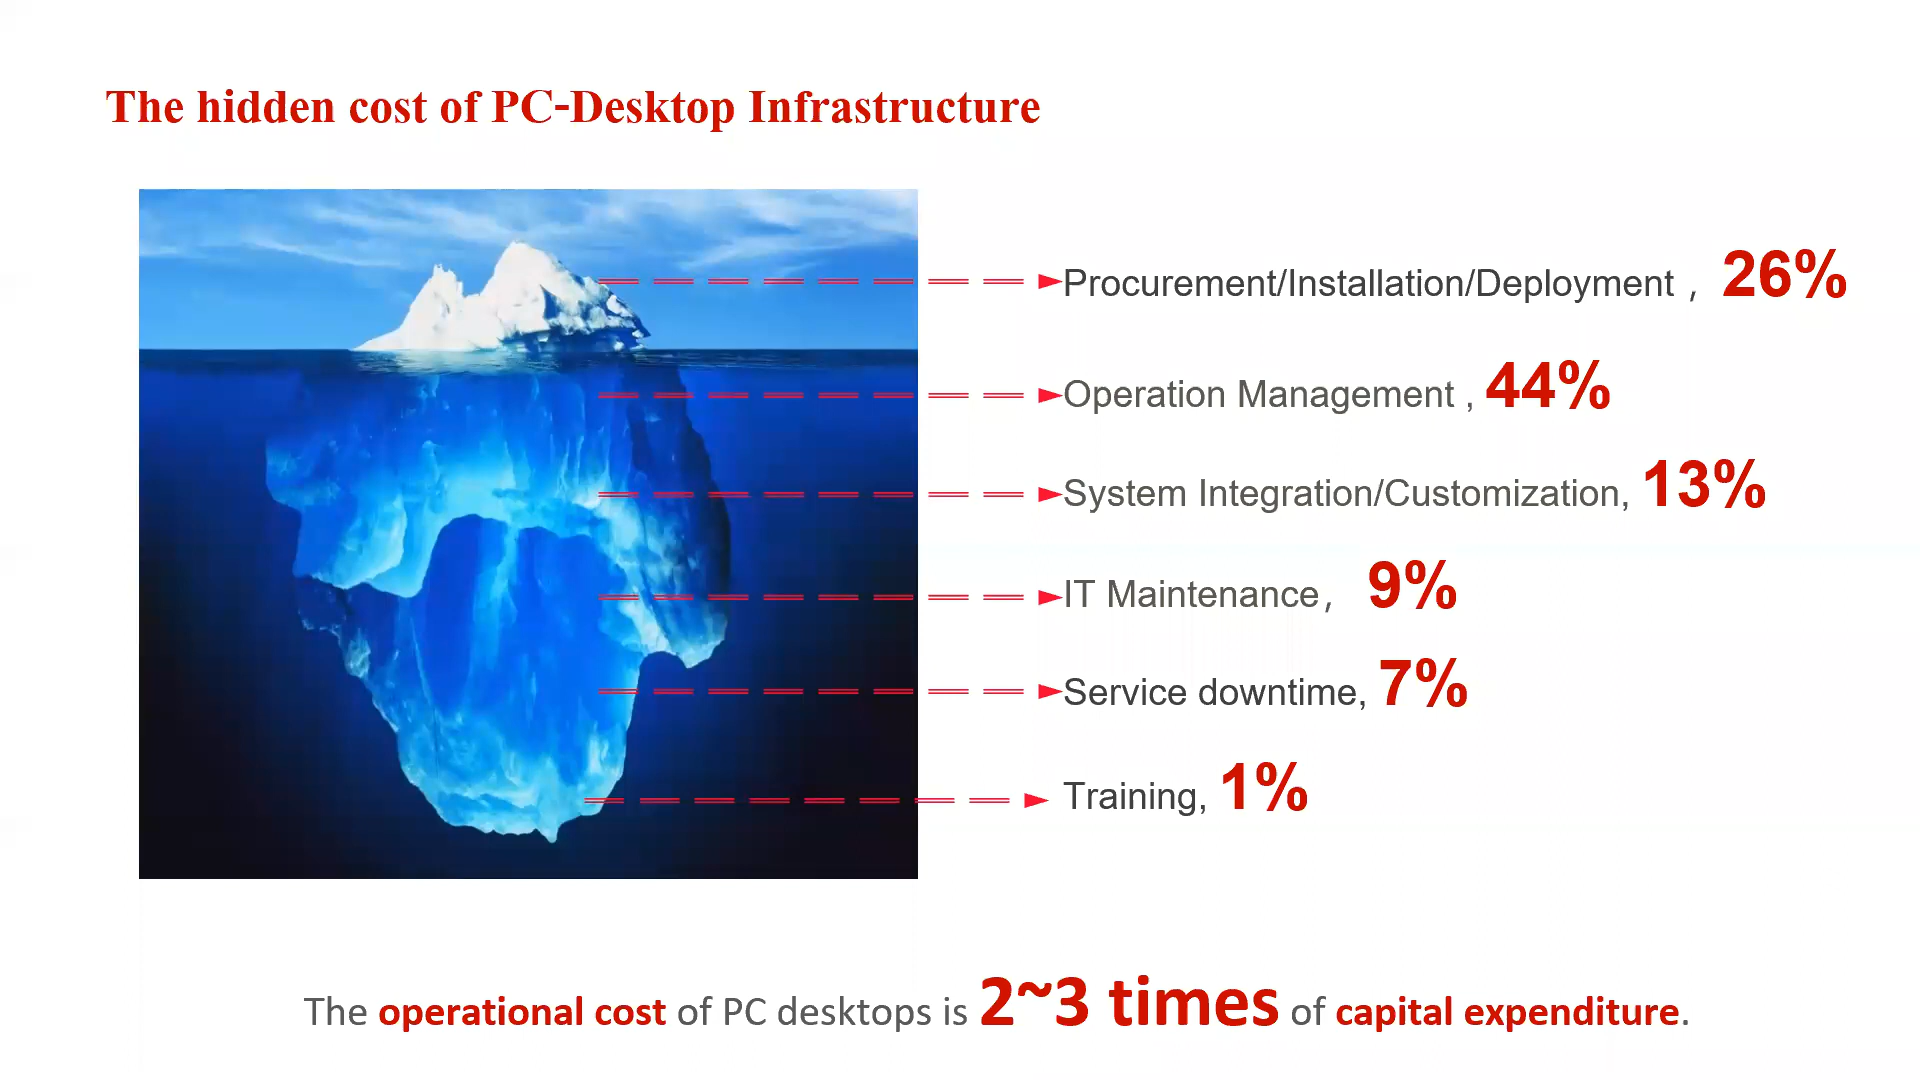 The hidden cost of PC-Desktop Infrastructure
Procurement/Installation/Deployment , 26%
Operation Management , 44%
System Integration/Customization, 13%
IT Maintenance, 9%
Service downtime, 7%
Training, 1%
The operational cost of PC desktops is 2~3 times of capital expenditure.